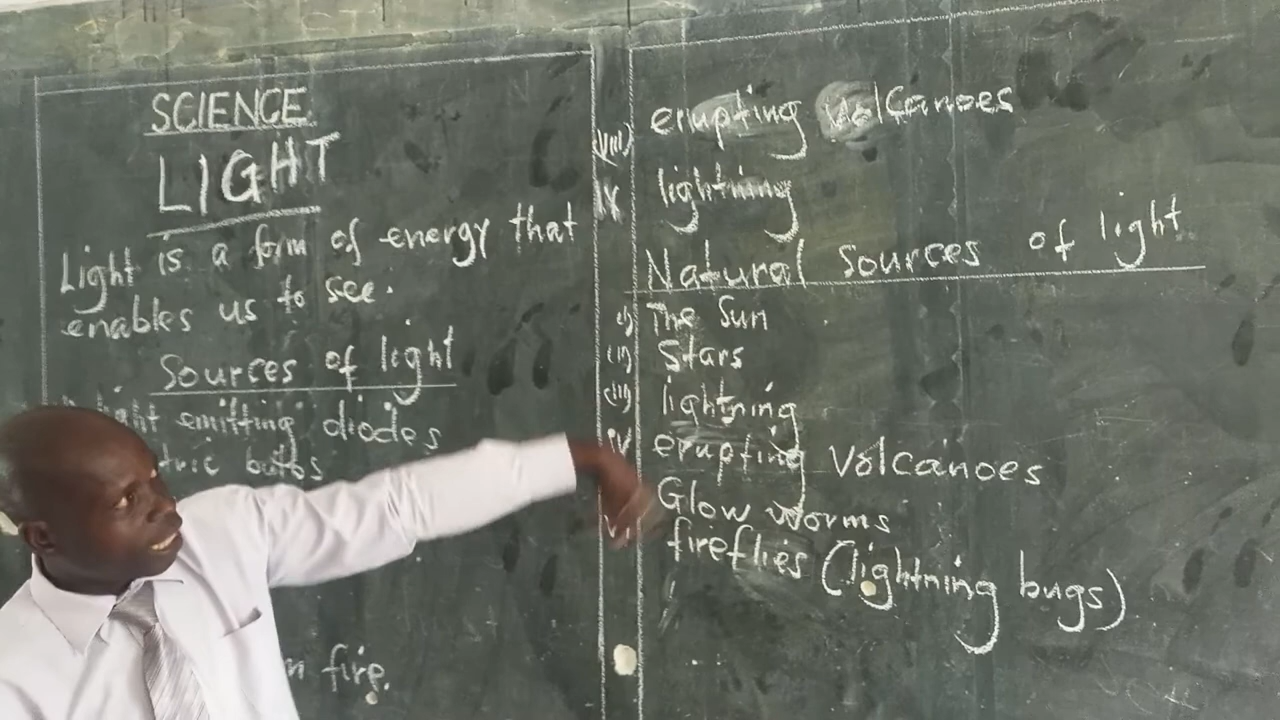 SCIENCE
LIGHT
Light is a form of energy that
enables us to see.
Sources of light
emitting diodes
bulbs
fire.
(viii) erupting Volcanoes
ix lightning
Natural Sources of light
i) The Sun
(ii) Stars
(iii) lightning
iv erupting Volcanoes
Glow worms
fireflies (lightning bugs)